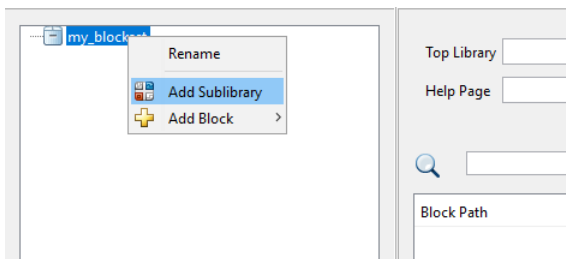 my_blockset
Rename
Add Sublibrary
Add Block
Top Library
Help Page
Block Path